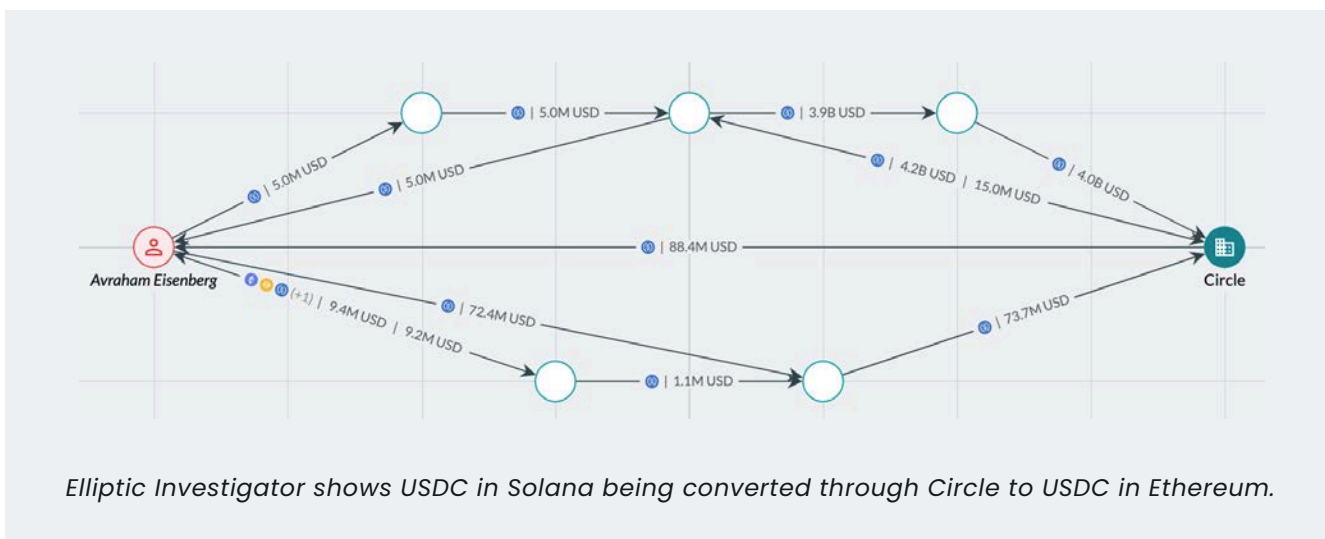 | 5.0M USD
| 3.9B USD
| 5.0M USD
| 5.0M USD
| 4.2B USD | 15.0M USD
| 4.0B USD
| 88.4M USD
Avraham Eisenberg
Circle
(+1) | 9.4M USD | 9.2M USD
| 72.4M USD
| 73.7M USD
| 1.1M USD
Elliptic Investigator shows USDC in Solana being converted through Circle to USDC in Ethereum.